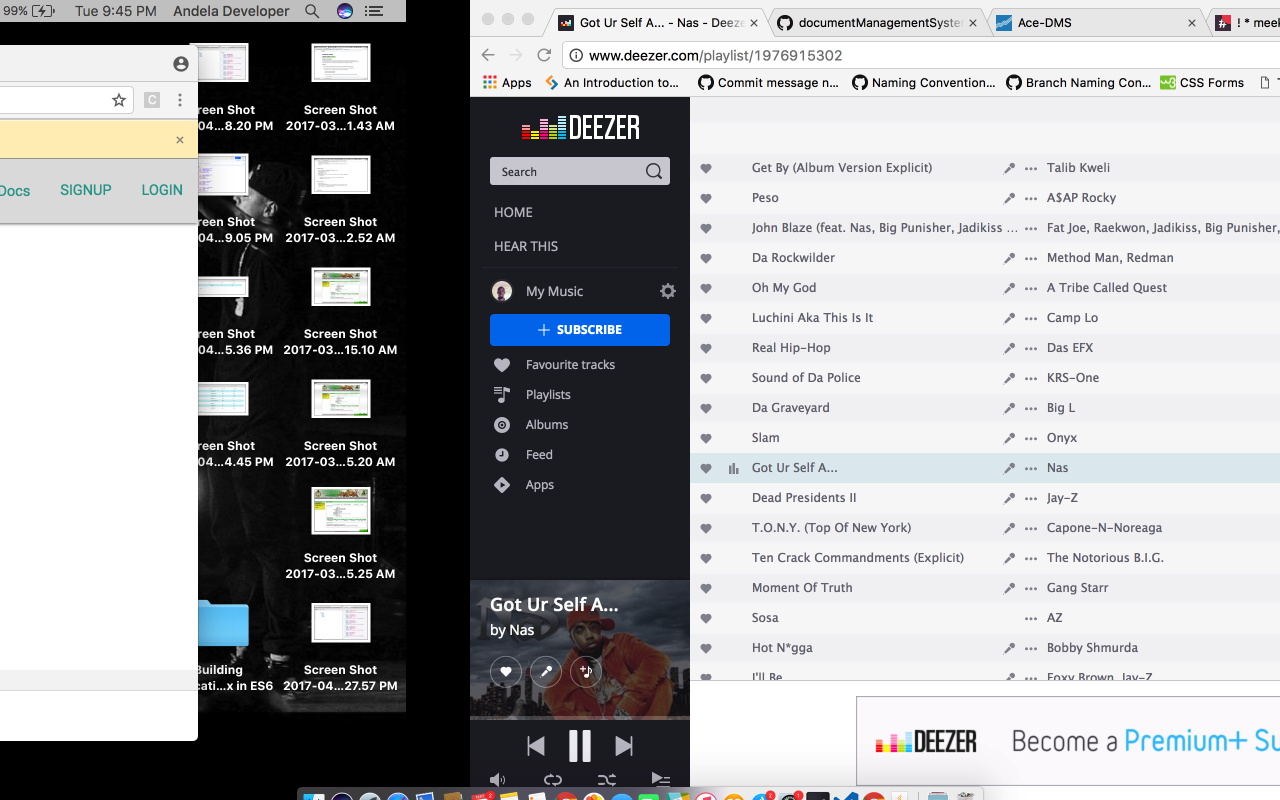 99%
Tue 9:45 PM
Andela Developer
Docs
SIGNUP
LOGIN
reen Shot
04...8.20 PM
Screen Shot
2017-03...1.43 AM
reen Shot
04...9.05 PM
Screen Shot
2017-03...2.52 AM
reen Shot
04...5.36 PM
Screen Shot
2017-03...15.10 AM
reen Shot
04...4.45 PM
Screen Shot
2017-03...5.20 AM
Screen Shot
2017-03...5.25 AM
Building
cati...x in ES6
Screen Shot
2017-04...27.57 PM
Got Ur Self A... - Nas - Deez
documentManagementSyste
Ace-DMS
! * mee
www.deezer.com/playlist/1696915302
Apps
An Introduction to...
Commit message n...
Naming Convention...
Branch Naming Con...
CSS Forms
DEEZER
Search
HOME
HEAR THIS
My Music
SUBSCRIBE
Favourite tracks
Playlists
Albums
Feed
Apps
Got Ur Self A...
by Nas
Get By (Album Version Explicit) Talib Kweli
Peso A$AP Rocky
John Blaze (feat. Nas, Big Punisher, Jadikiss ... Fat Joe, Raekwon, Jadikiss, Big Punisher,
Da Rockwilder Method Man, Redman
Oh My God A Tribe Called Quest
Luchini Aka This Is It Camp Lo
Real Hip-Hop Das EFX
Sound of Da Police KRS-One
Da Graveyard Big L
Slam Onyx
Got Ur Self A... Nas
Dead Presidents II Jay-Z
T.O.N.Y. (Top Of New York) Capone-N-Noreaga
Ten Crack Commandments (Explicit) The Notorious B.I.G.
Moment Of Truth Gang Starr
Sosa AZ
Hot N*gga Bobby Shmurda
I'll Be Foxy Brown, Jay-Z
DEEZER
Become a Premium+ Su